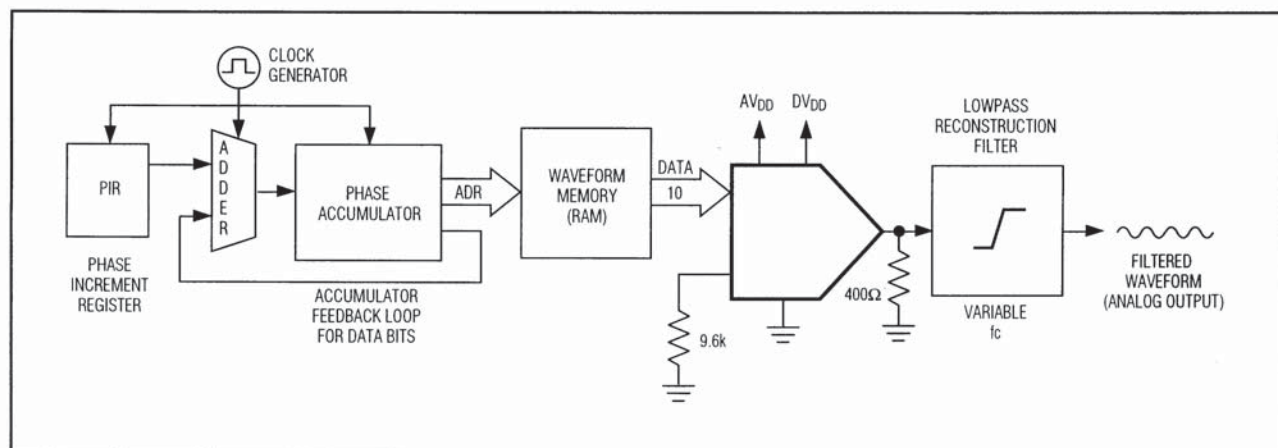 CLOCK
GENERATOR
PIR
PHASE
INCREMENT
REGISTER
ADDER
PHASE
ACCUMULATOR
ACCUMULATOR
FEEDBACK LOOP
FOR DATA BITS
ADR
WAVEFORM
MEMORY
(RAM)
DATA
10
AVDD
DVDD
9.6k
400Ω
LOWPASS
RECONSTRUCTION
FILTER
VARIABLE
fc
FILTERED
WAVEFORM
(ANALOG OUTPUT)